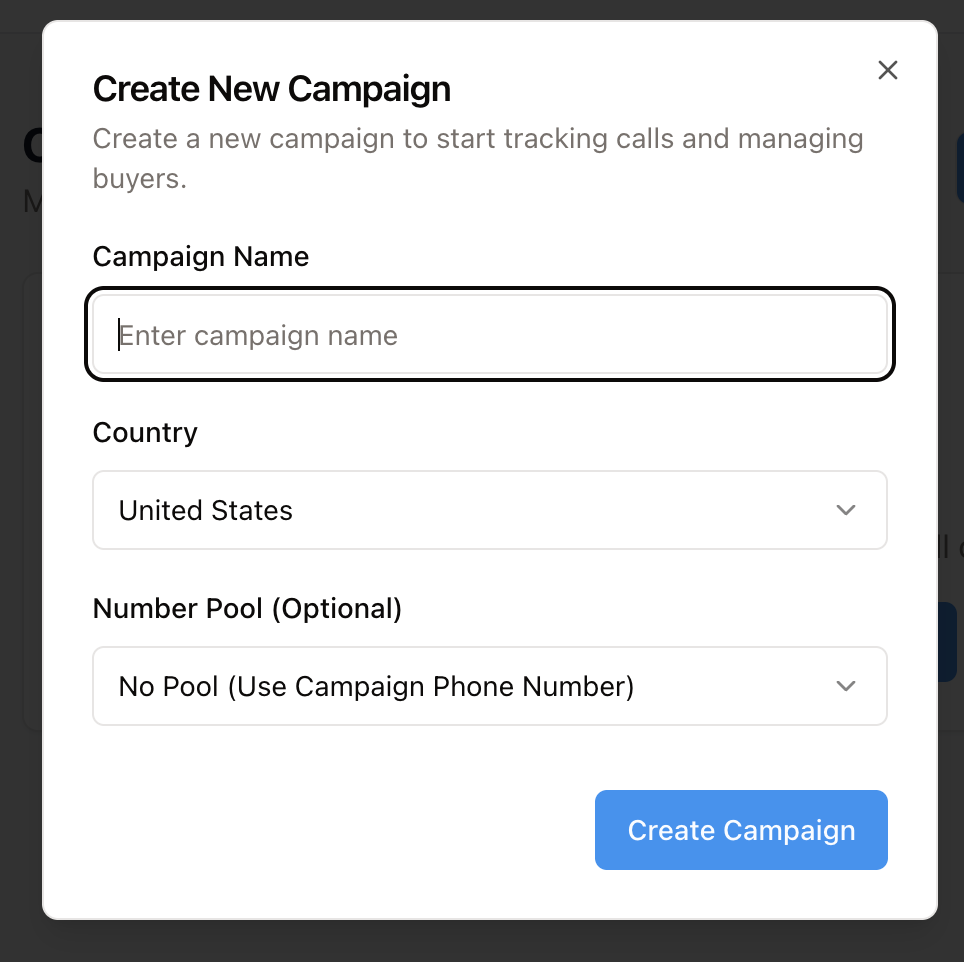 Create New Campaign
Create a new campaign to start tracking calls and managing
buyers.
Campaign Name
Enter campaign name
Country
United States
Number Pool (Optional)
No Pool (Use Campaign Phone Number)
Create Campaign